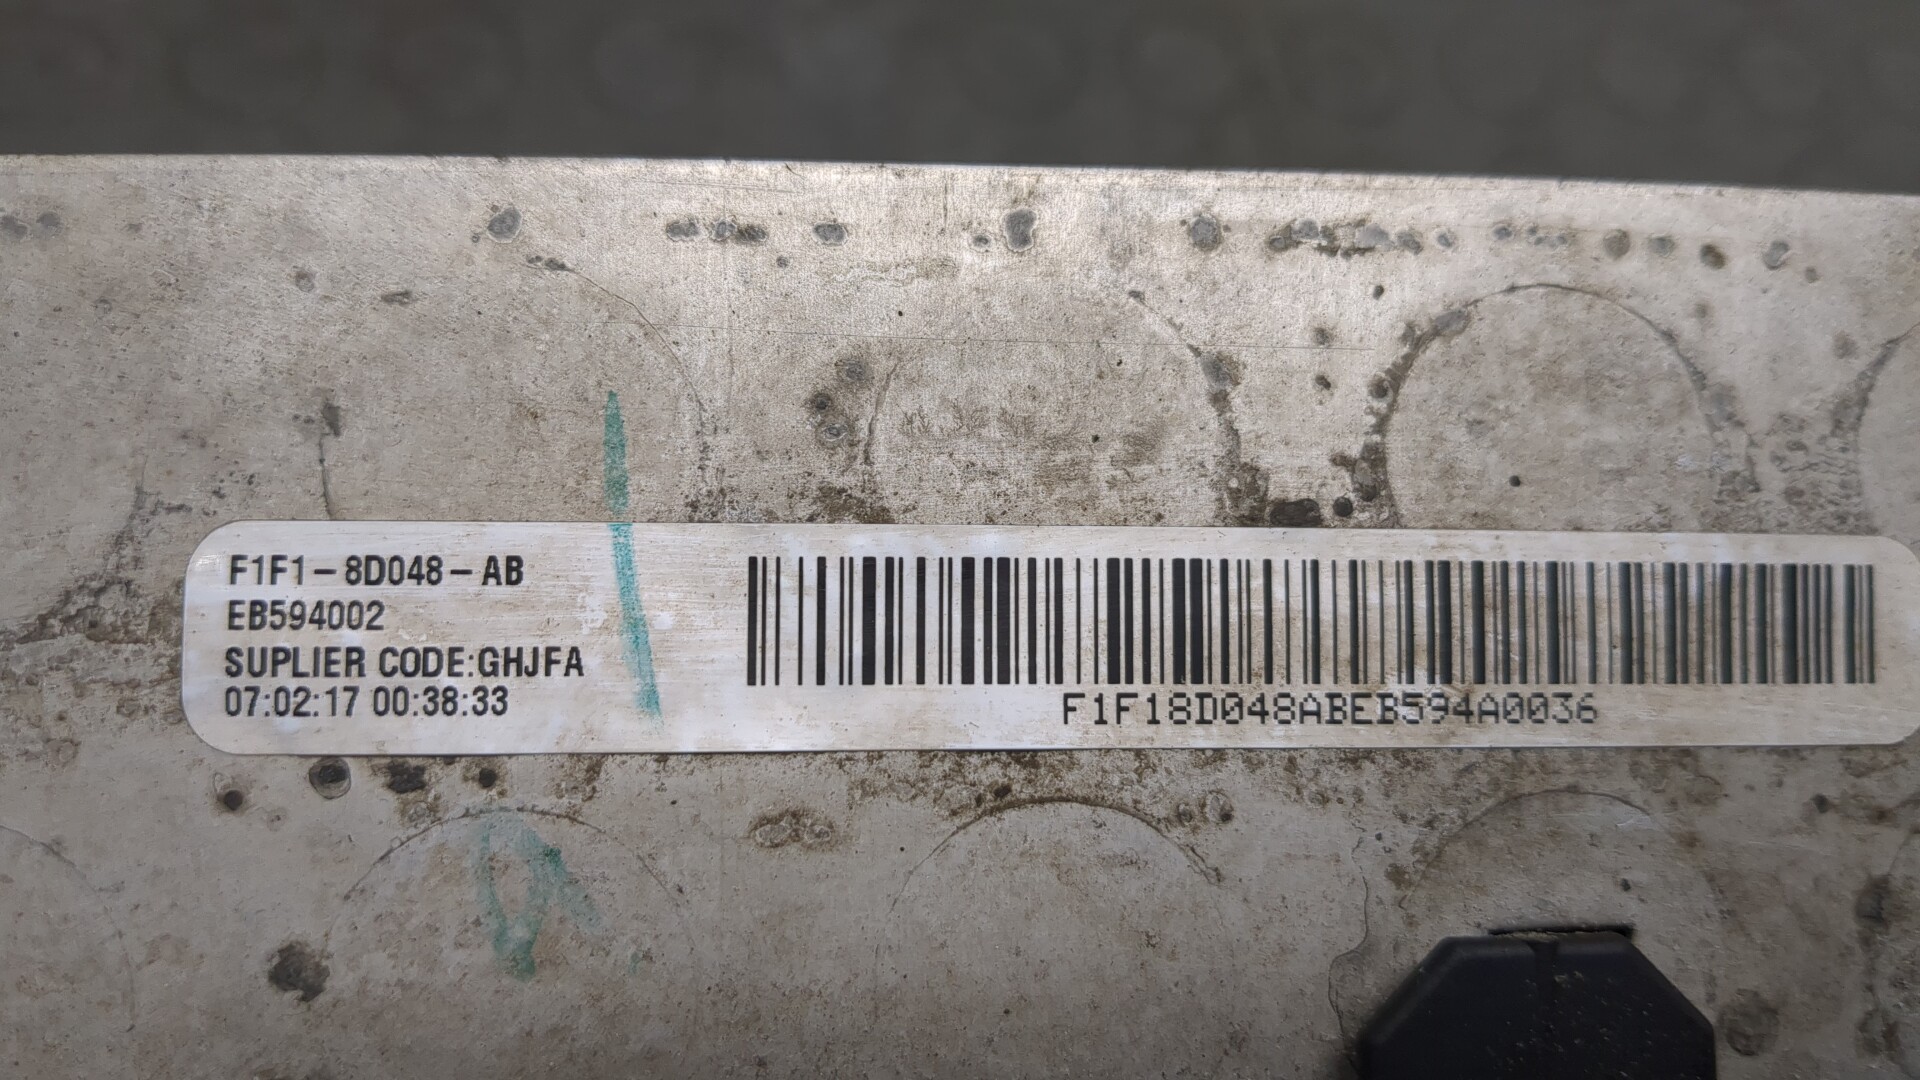 F1F1-8D048-AB
EB594002
SUPLIER CODE:GHJFA
07:02:17 00:38:33
F1F18D048ABEB594A0036